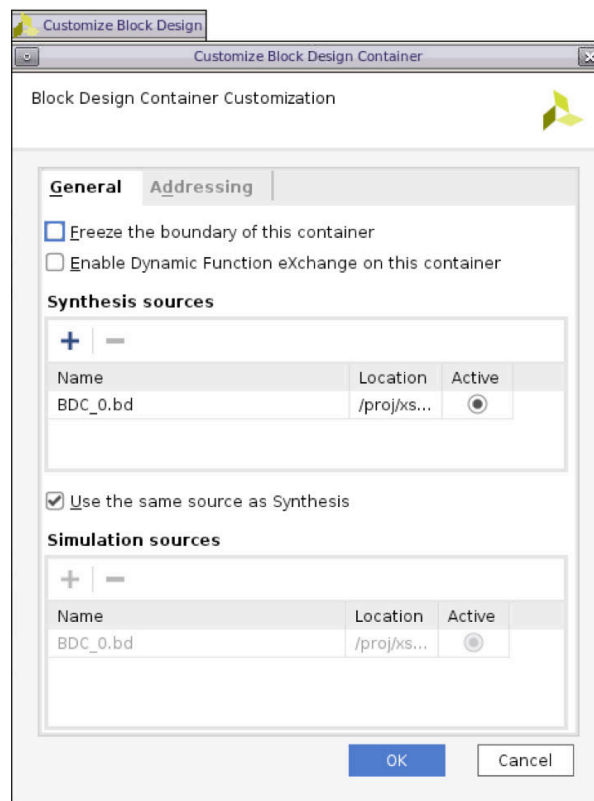 Customize Block Design
Customize Block Design Container
Block Design Container Customization
General Addressing
Freeze the boundary of this container
Enable Dynamic Function eXchange on this container
Synthesis sources
Name Location Active
BDC_0.bd /proj/xs...
Use the same source as Synthesis
Simulation sources
Name Location Active
BDC_0.bd /proj/xs...
OK Cancel